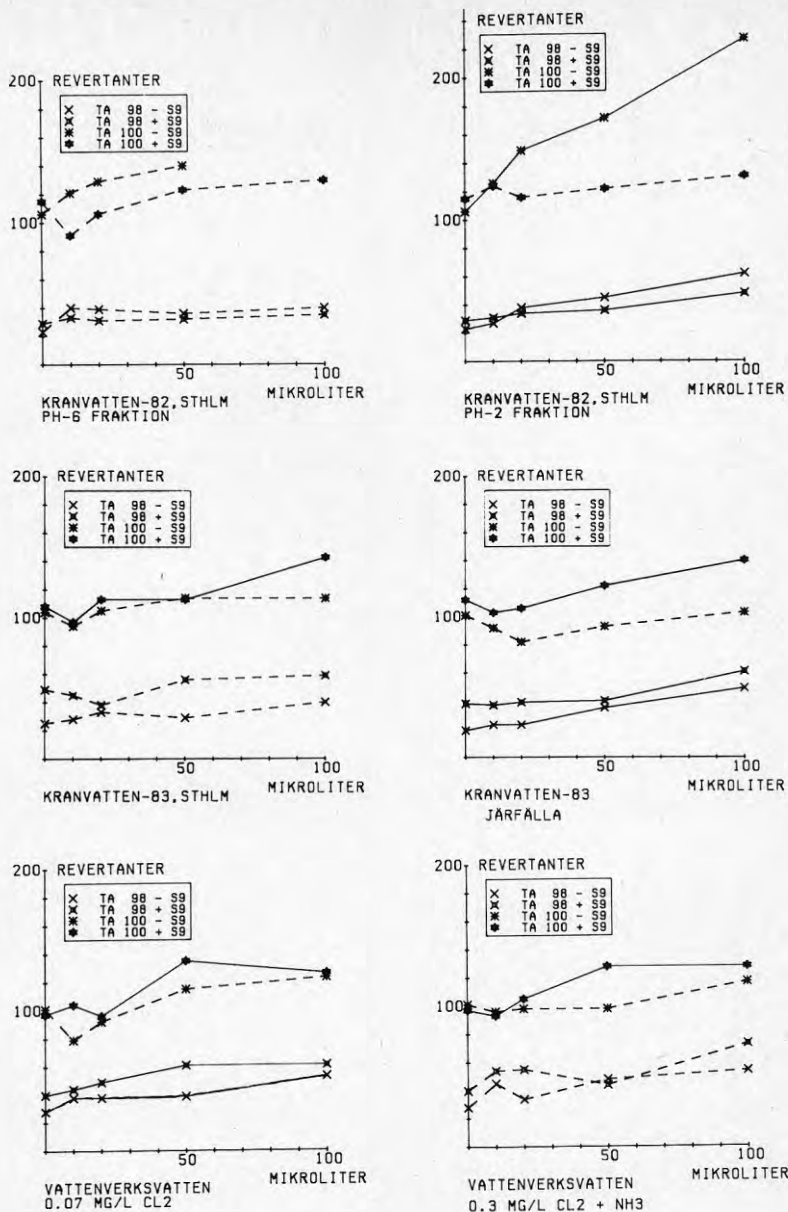 REVERTANTER
200
TA 98 - S9
TA 98 + S9
TA 100 - S9
TA 100 + S9
100
50
100
MIKROLITER
KRANVATTEN-82,STHLM
PH-6 FRAKTION
REVERTANTER
200
TA 98 - S9
TA 98 + S9
TA 100 - S9
TA 100 + S9
100
50
100
MIKROLITER
KRANVATTEN-82,STHLM
PH-2 FRAKTION
200 REVERTANTER
TA 98 - S9
TA 98 + S9
TA 100 - S9
TA 100 + S9
100
50
100
MIKROLITER
KRANVATTEN-83,STHLM
200 REVERTANTER
TA 98 - S9
TA 98 + S9
TA 100 - S9
TA 100 + S9
100
50
100
MIKROLITER
KRANVATTEN-83
JÄRFÄLLA
200 REVERTANTER
TA 98 - S9
TA 98 + S9
TA 100 - S9
TA 100 + S9
100
50
100
MIKROLITER
VATTENVERKSVATTEN
0.07 MG/L CL2
200 REVERTANTER
TA 98 - S9
TA 98 + S9
TA 100 - S9
TA 100 + S9
100
50
100
MIKROLITER
VATTENVERKSVATTEN
0.3 MG/L CL2 + NH3